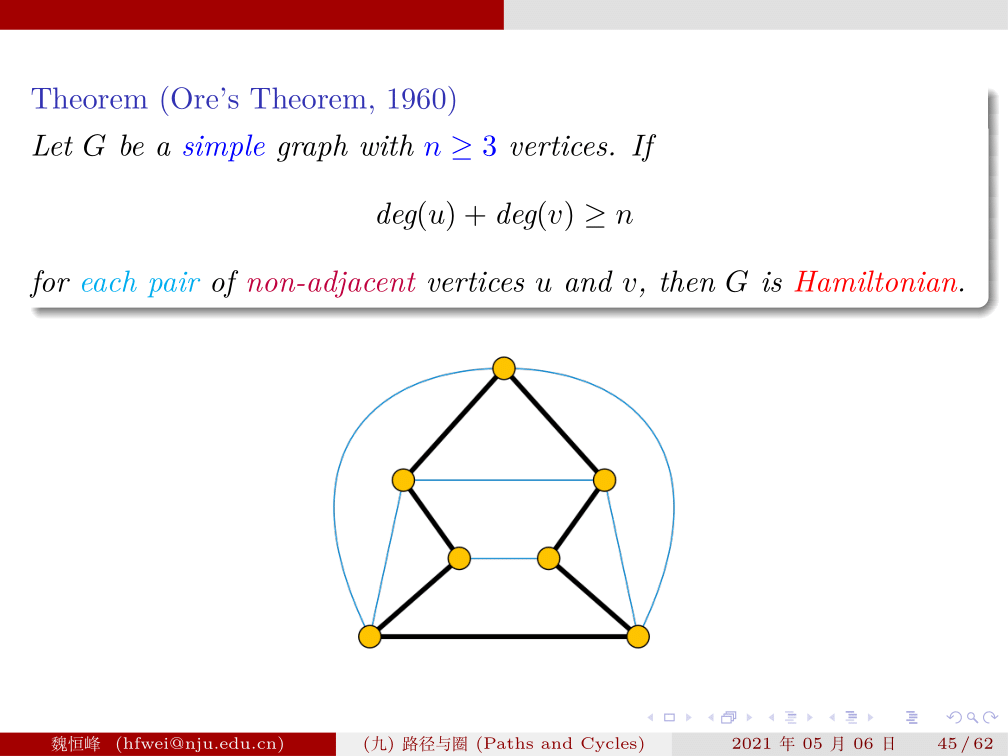 Theorem (Ore's Theorem, 1960)
Let G be a simple graph with n ≥ 3 vertices. If
deg(u) + deg(v) ≥ n
for each pair of non-adjacent vertices u and v, then G is Hamiltonian.
魏恒峰 (hfwei@nju.edu.cn) (九) 路径与圈 (Paths and Cycles) 2021 年 05 月 06 日 45 / 62